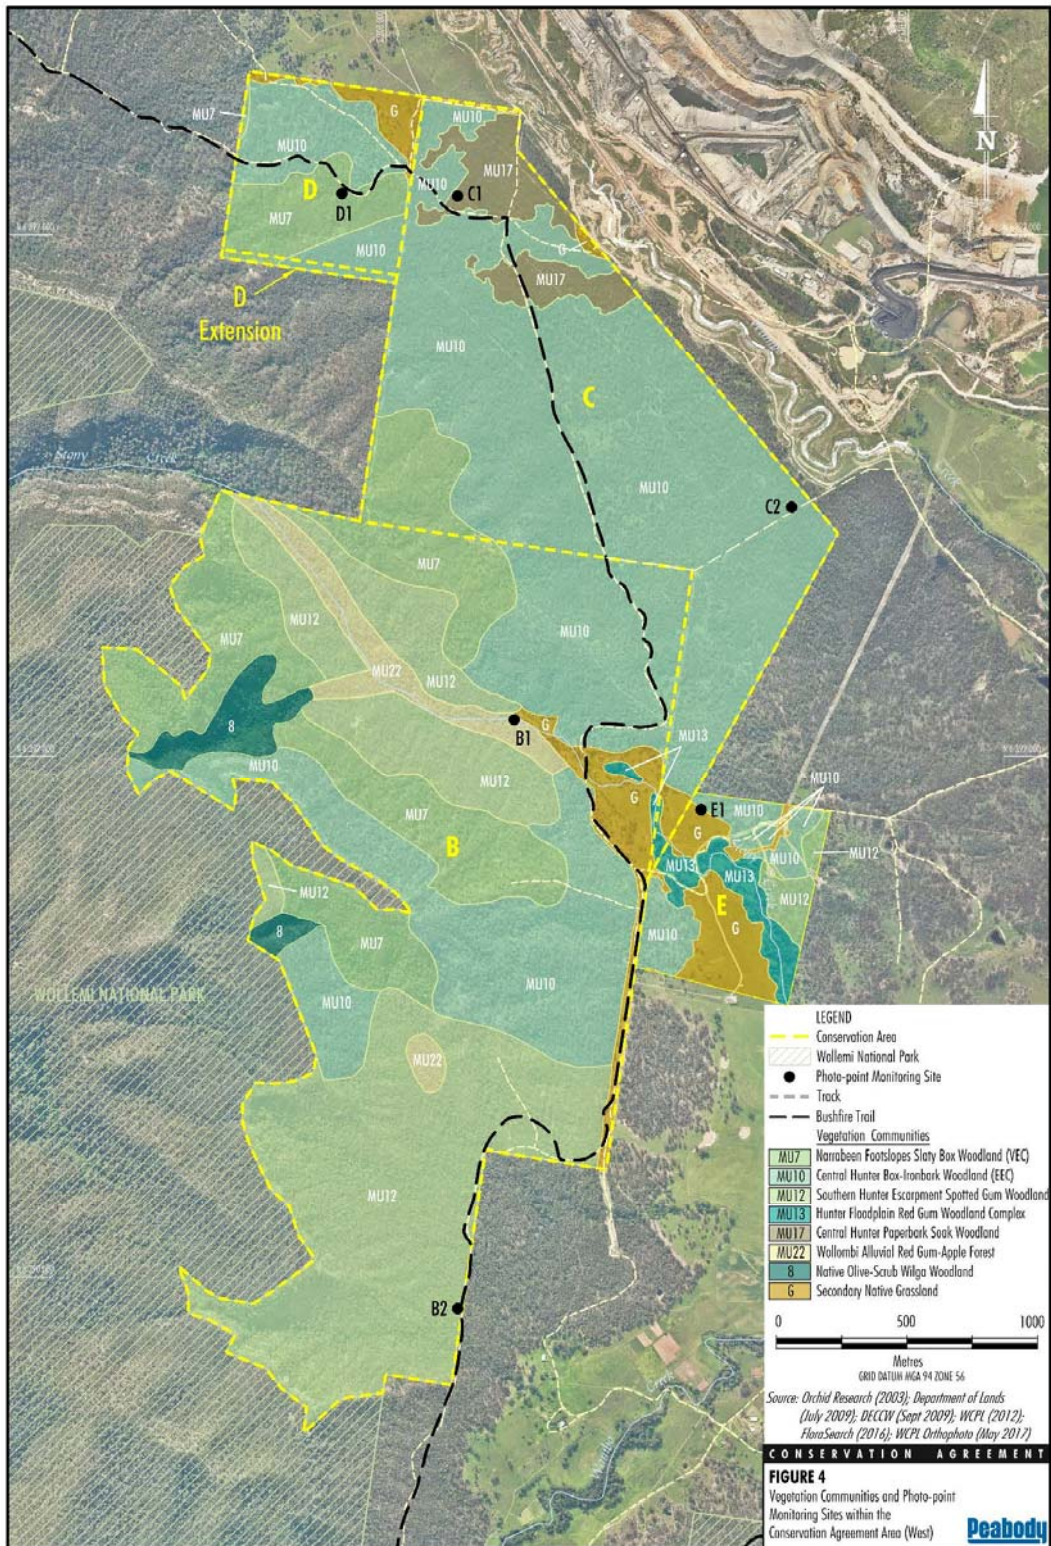 N
MU7
MU10
G
MU10
MU17
MU10
C1
D
D1
MU7
MU10
G
MU17
D
Extension
MU10
C
Stony Creek
MU10
C2
MU7
MU12
MU7
MU10
MU22
MU12
8
G
B1
MU13
MU10
MU12
MU10
MU7
G
E1
MU10
B
G
MU10
MU12
MU13
MU13
MU12
MU12
E
8
MU7
G
MU10
WOLLEMI NATIONAL PARK
MU10
MU10
MU22
MU12
B2
LEGEND
Conservation Area
Wollemi National Park
Photo-point Monitoring Site
Track
Bushfire Trail
Vegetation Communities
MU7 Narrabeen Footslopes Slaty Box Woodland (VEC)
MU10 Central Hunter Box-Ironbark Woodland (EEC)
MU12 Southern Hunter Escarpment Spotted Gum Woodland
MU13 Hunter Floodplain Red Gum Woodland Complex
MU17 Central Hunter Paperbark Soak Woodland
MU22 Wollombi Alluvial Red Gum-Apple Forest
8 Native Olive-Scrub Wilga Woodland
G Secondary Native Grassland
0 500 1000
Metres
GRID DATUM MGA 94 ZONE 56
Source: Orchid Research (2003); Department of Lands
(July 2009); DECCW (Sept 2009); WCPL (2012);
FloraSearch (2016); WCPL Orthophoto (May 2017)
CONSERVATION AGREEMENT
FIGURE 4
Vegetation Communities and Photo-point
Monitoring Sites within the
Conservation Agreement Area (West)
Peabody